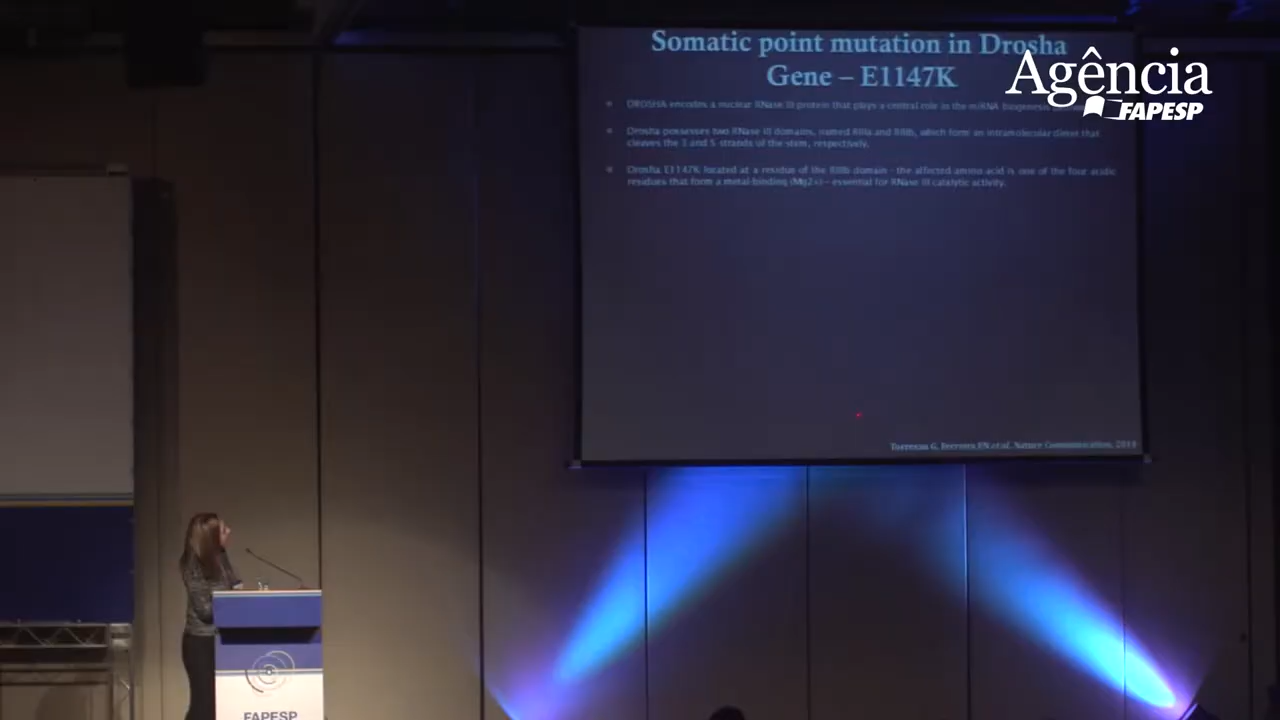 Somatic point mutation in Drosha
Gene – E1147K
Agência
FAPESP
DROSHA encodes a nuclear RNase III protein that plays a central role in the miRNA biogenesis
Drosha possesses two RNase III domains, named RIIIa and RIIIb, which form an intramolecular dimer that
cleaves the 3 and 5 strands of the stem, respectively.
Drosha E1147K located at a residue of the RIIIb domain - the affected amino acid is one of the four acidic
residues that form a metal-binding (Mg2+) – essential for RNase III catalytic activity.
G, EN et al. Nature Communication,
FAPESP